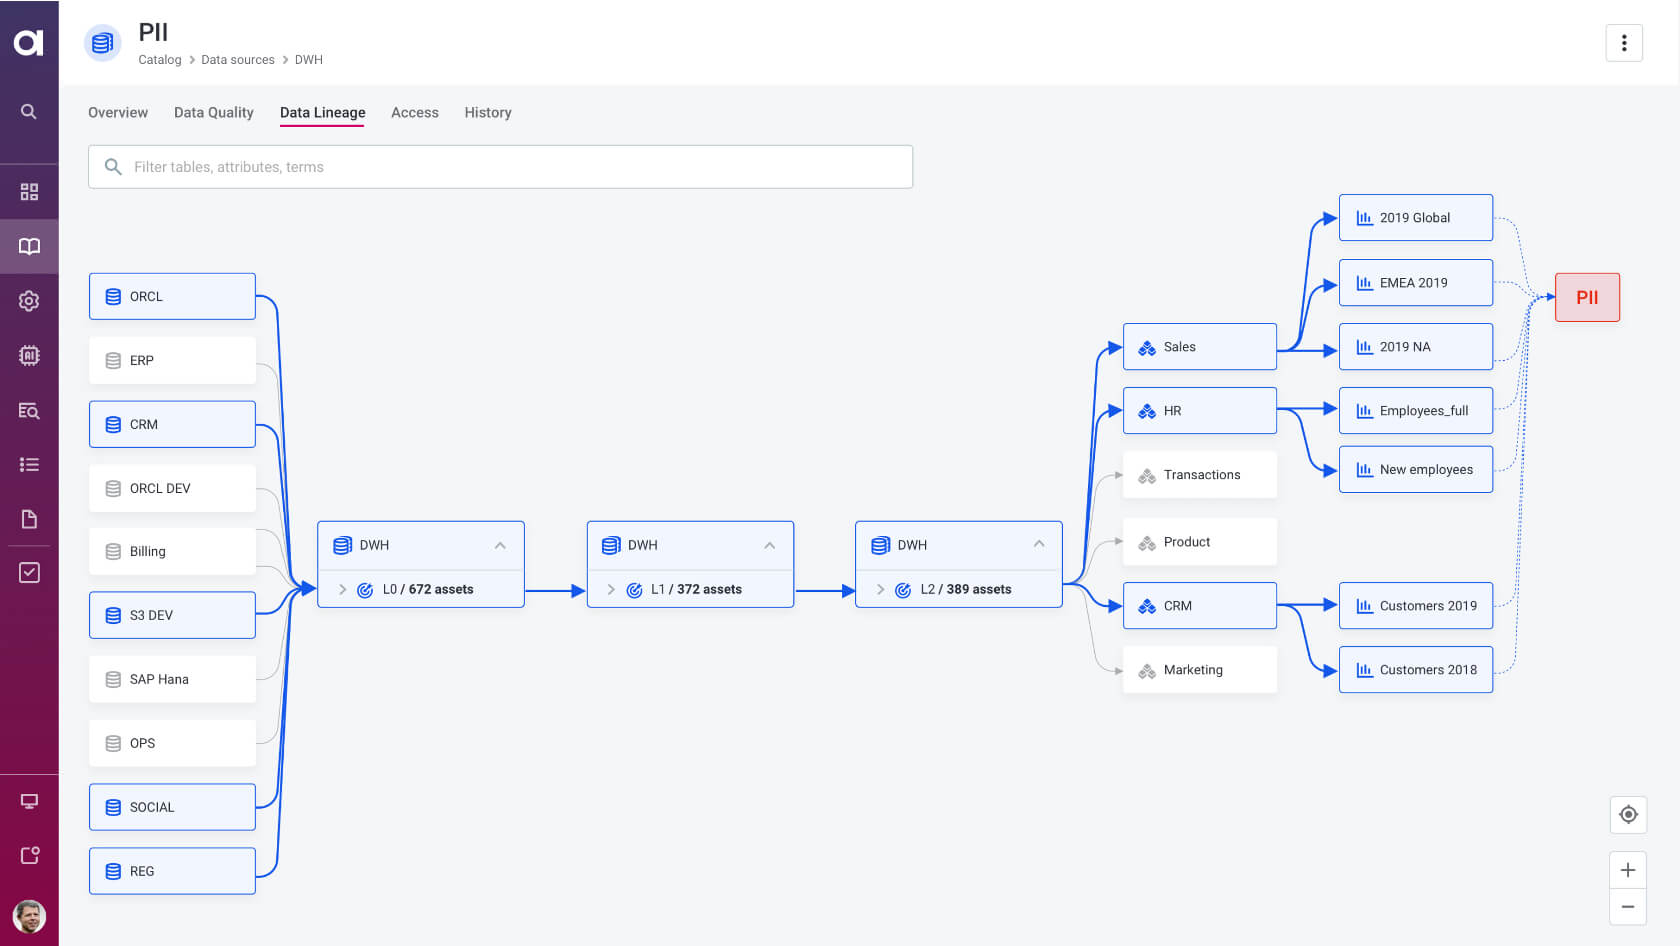 a
PII
Catalog > Data sources > DWH
Overview Data Quality Data Lineage Access History
Filter tables, attributes, terms
ORCL
ERP
CRM
ORCL DEV
Billing
S3 DEV
SAP Hana
OPS
SOCIAL
REG
DWH
L0 / 672 assets
DWH
L1 / 372 assets
DWH
L2 / 389 assets
Sales
HR
Transactions
Product
CRM
Marketing
2019 Global
EMEA 2019
2019 NA
Employees_full
New employees
Customers 2019
Customers 2018
PII
AI